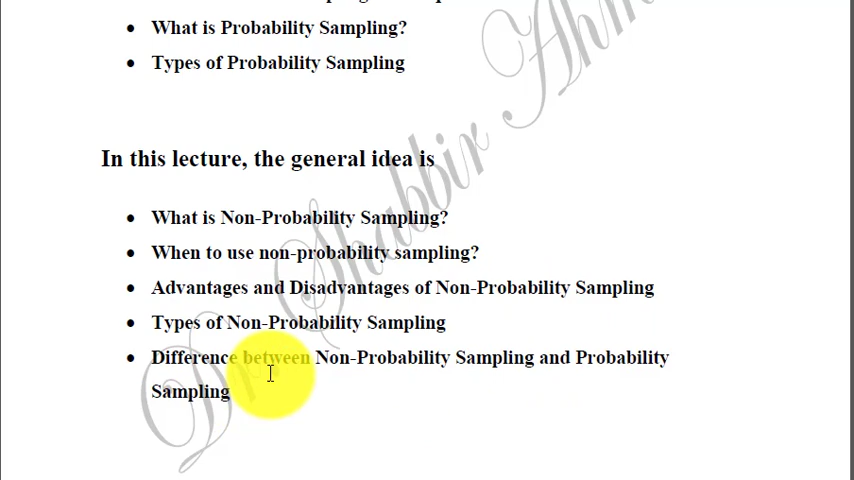 • What is Probability Sampling?
• Types of Probability Sampling
In this lecture, the general idea is
• What is Non-Probability Sampling?
• When to use non-probability sampling?
• Advantages and Disadvantages of Non-Probability Sampling
• Types of Non-Probability Sampling
• Difference between Non-Probability Sampling and Probability
Sampling
Dr. Shabbir